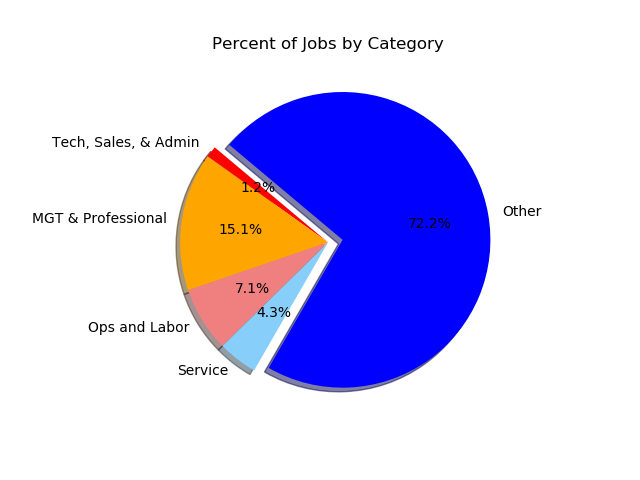 Percent of Jobs by Category
Tech, Sales, & Admin
1.2%
MGT & Professional
15.1%
Other
72.2%
Ops and Labor
7.1%
Service
4.3%